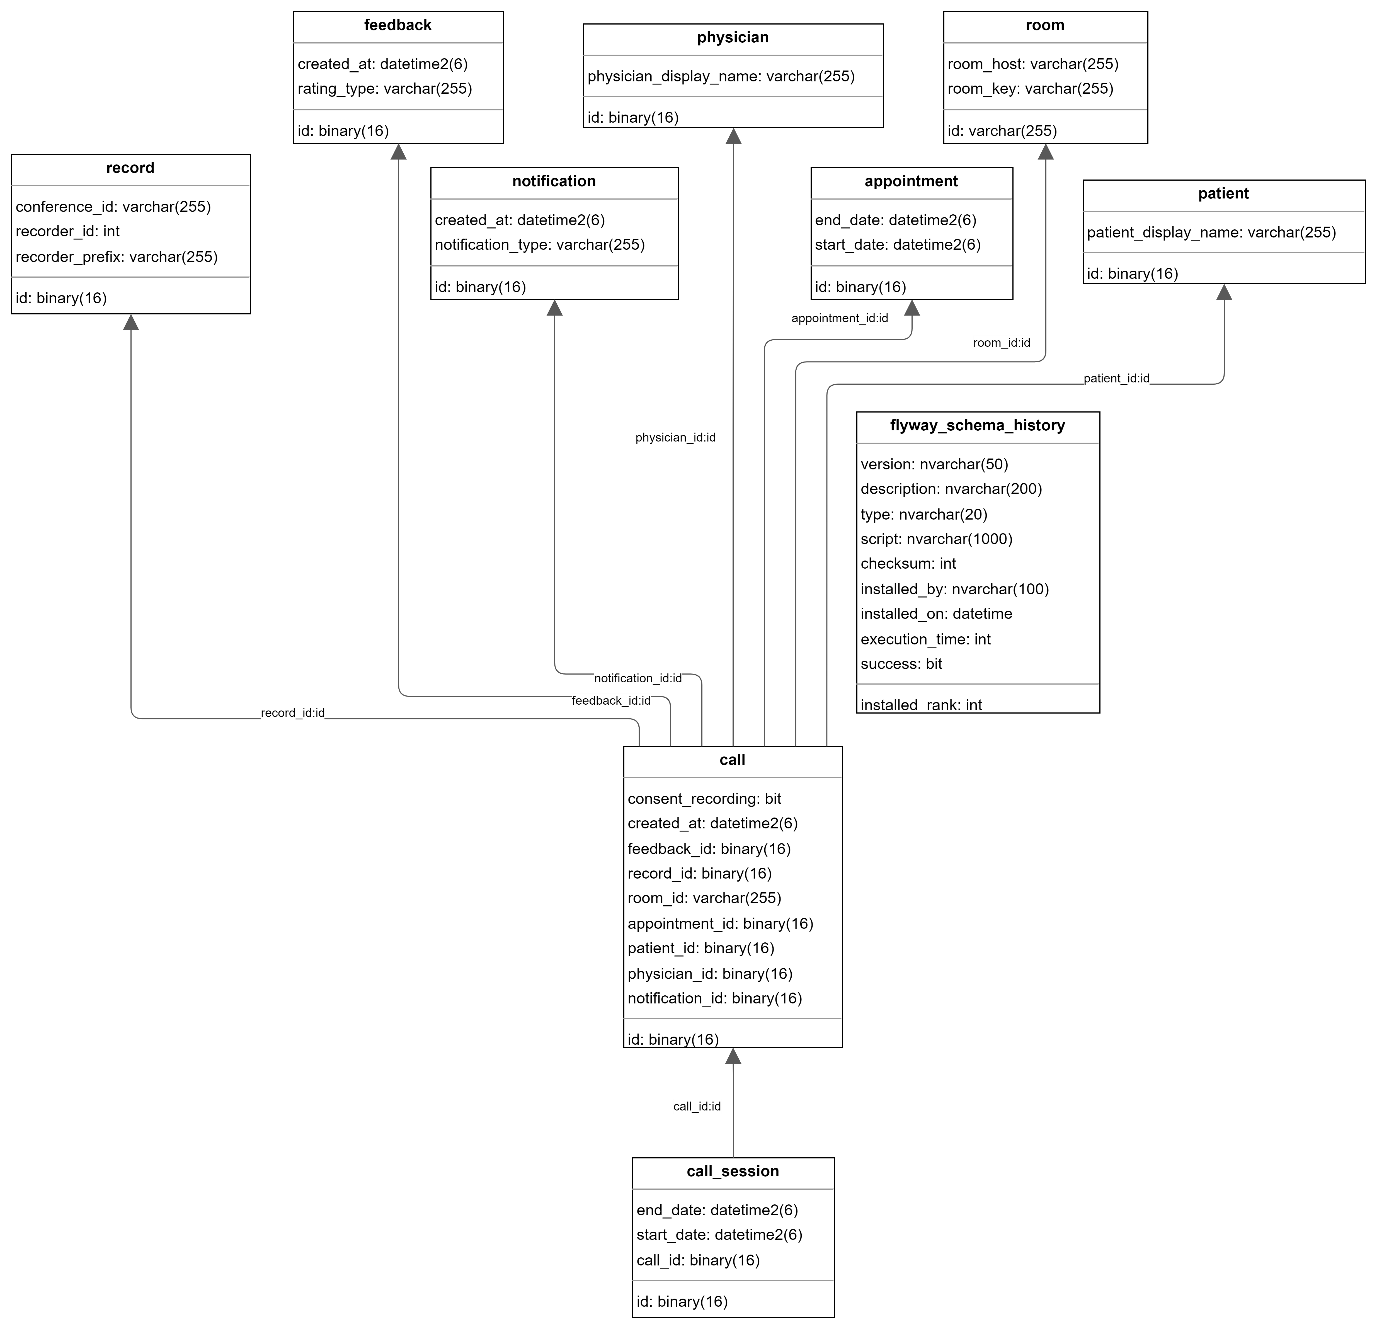 feedback
created_at: datetime2(6)
rating_type: varchar(255)
id: binary(16)
physician
physician_display_name: varchar(255)
id: binary(16)
room
room_host: varchar(255)
room_key: varchar(255)
id: varchar(255)
record
conference_id: varchar(255)
recorder_id: int
recorder_prefix: varchar(255)
id: binary(16)
notification
created_at: datetime2(6)
notification_type: varchar(255)
id: binary(16)
appointment
end_date: datetime2(6)
start_date: datetime2(6)
id: binary(16)
patient
patient_display_name: varchar(255)
id: binary(16)
appointment_id:id
room_id:id
patient_id:id
physician_id:id
flyway_schema_history
version: nvarchar(50)
description: nvarchar(200)
type: nvarchar(20)
script: nvarchar(1000)
checksum: int
installed_by: nvarchar(100)
installed_on: datetime
execution_time: int
success: bit
installed_rank: int
notification_id:id
feedback_id:id
record_id:id
call
consent_recording: bit
created_at: datetime2(6)
feedback_id: binary(16)
record_id: binary(16)
room_id: varchar(255)
appointment_id: binary(16)
patient_id: binary(16)
physician_id: binary(16)
notification_id: binary(16)
id: binary(16)
call_id:id
call_session
end_date: datetime2(6)
start_date: datetime2(6)
call_id: binary(16)
id: binary(16)